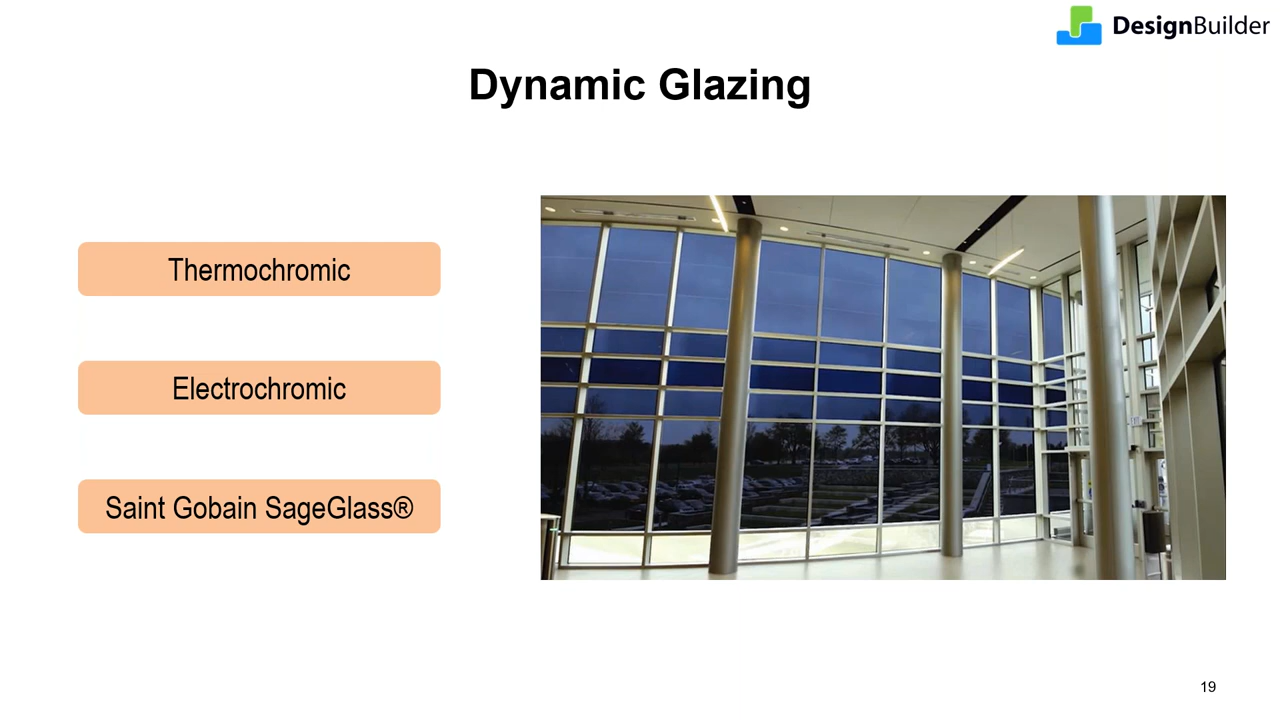 DesignBuilder
Dynamic Glazing
Thermochromic
Electrochromic
Saint Gobain SageGlass®
19